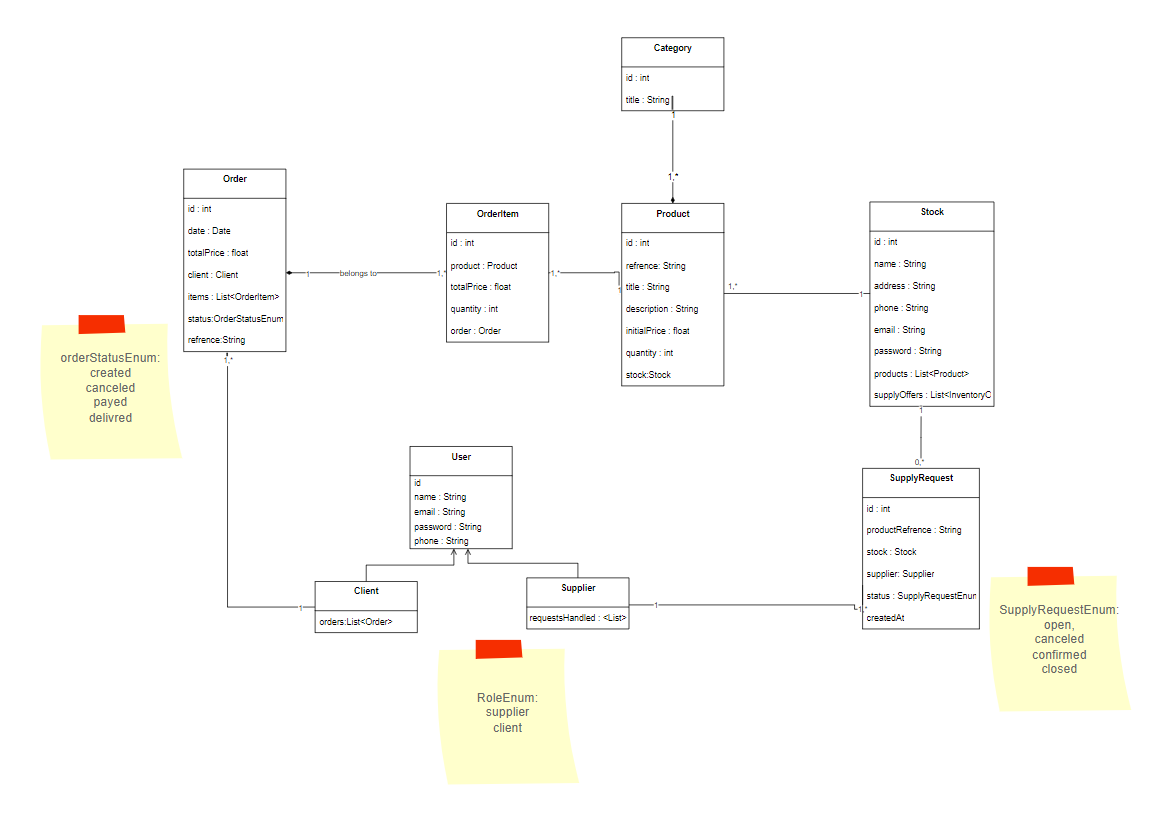 Category
id : int
title : String
1
1,*
Order
id : int
date : Date
totalPrice : float
client : Client
items : List<OrderItem>
status:OrderStatusEnum
refrence:String
1
belongs to
1,*
OrderItem
id : int
product : Product
totalPrice : float
quantity : int
order : Order
1,*
1
Product
id : int
refrence: String
title : String
description : String
initialPrice : float
quantity : int
stock:Stock
1,*
1
Stock
id : int
name : String
address : String
phone : String
email : String
password : String
products : List<Product>
supplyOffers : List<InventoryO
1
0,*
orderStatusEnum:
created
canceled
payed
delivred
1,*
1
User
id
name : String
email : String
password : String
phone : String
Client
orders:List<Order>
Supplier
requestsHandled : <List>
1
1,*
SupplyRequest
id : int
productRefrence : String
stock : Stock
supplier: Supplier
status : SupplyRequestEnum
createdAt
SupplyRequestEnum:
open,
canceled
confirmed
closed
RoleEnum:
supplier
client